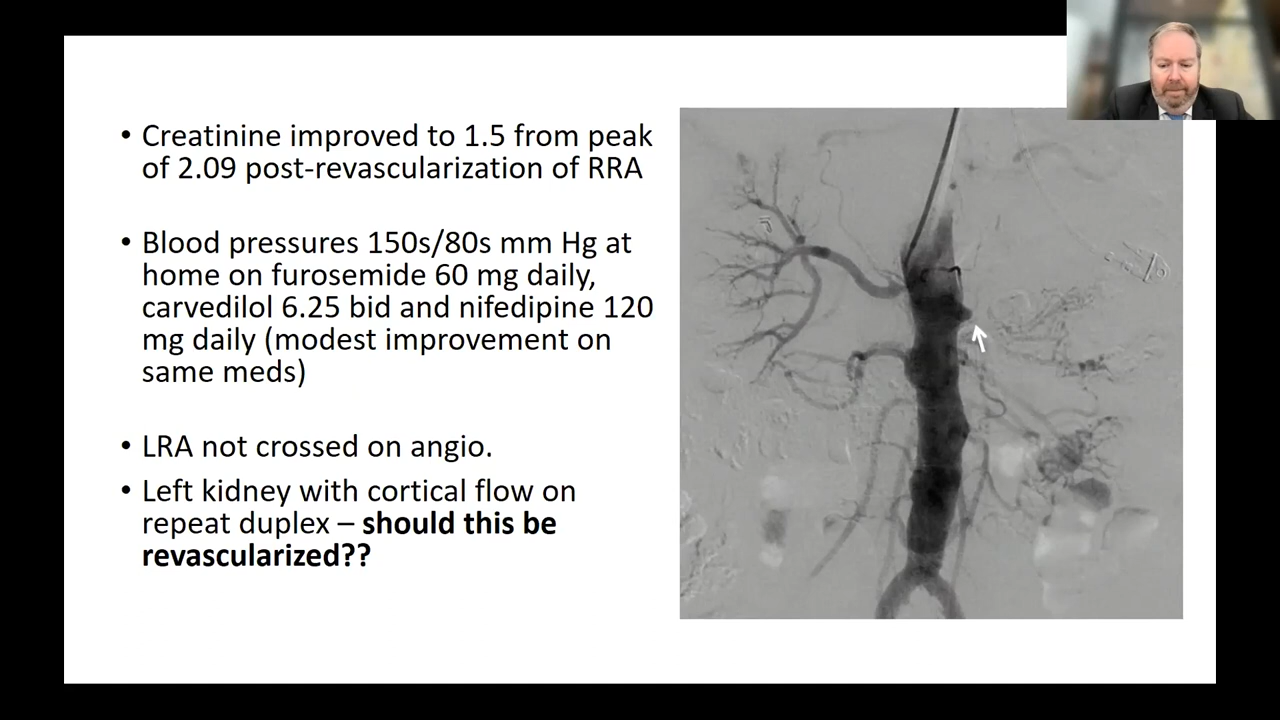 • Creatinine improved to 1.5 from peak
of 2.09 post-revascularization of RRA
• Blood pressures 150s/80s mm Hg at
home on furosemide 60 mg daily,
carvedilol 6.25 bid and nifedipine 120
mg daily (modest improvement on
same meds)
• LRA not crossed on angio.
• Left kidney with cortical flow on
repeat duplex – should this be
revascularized??